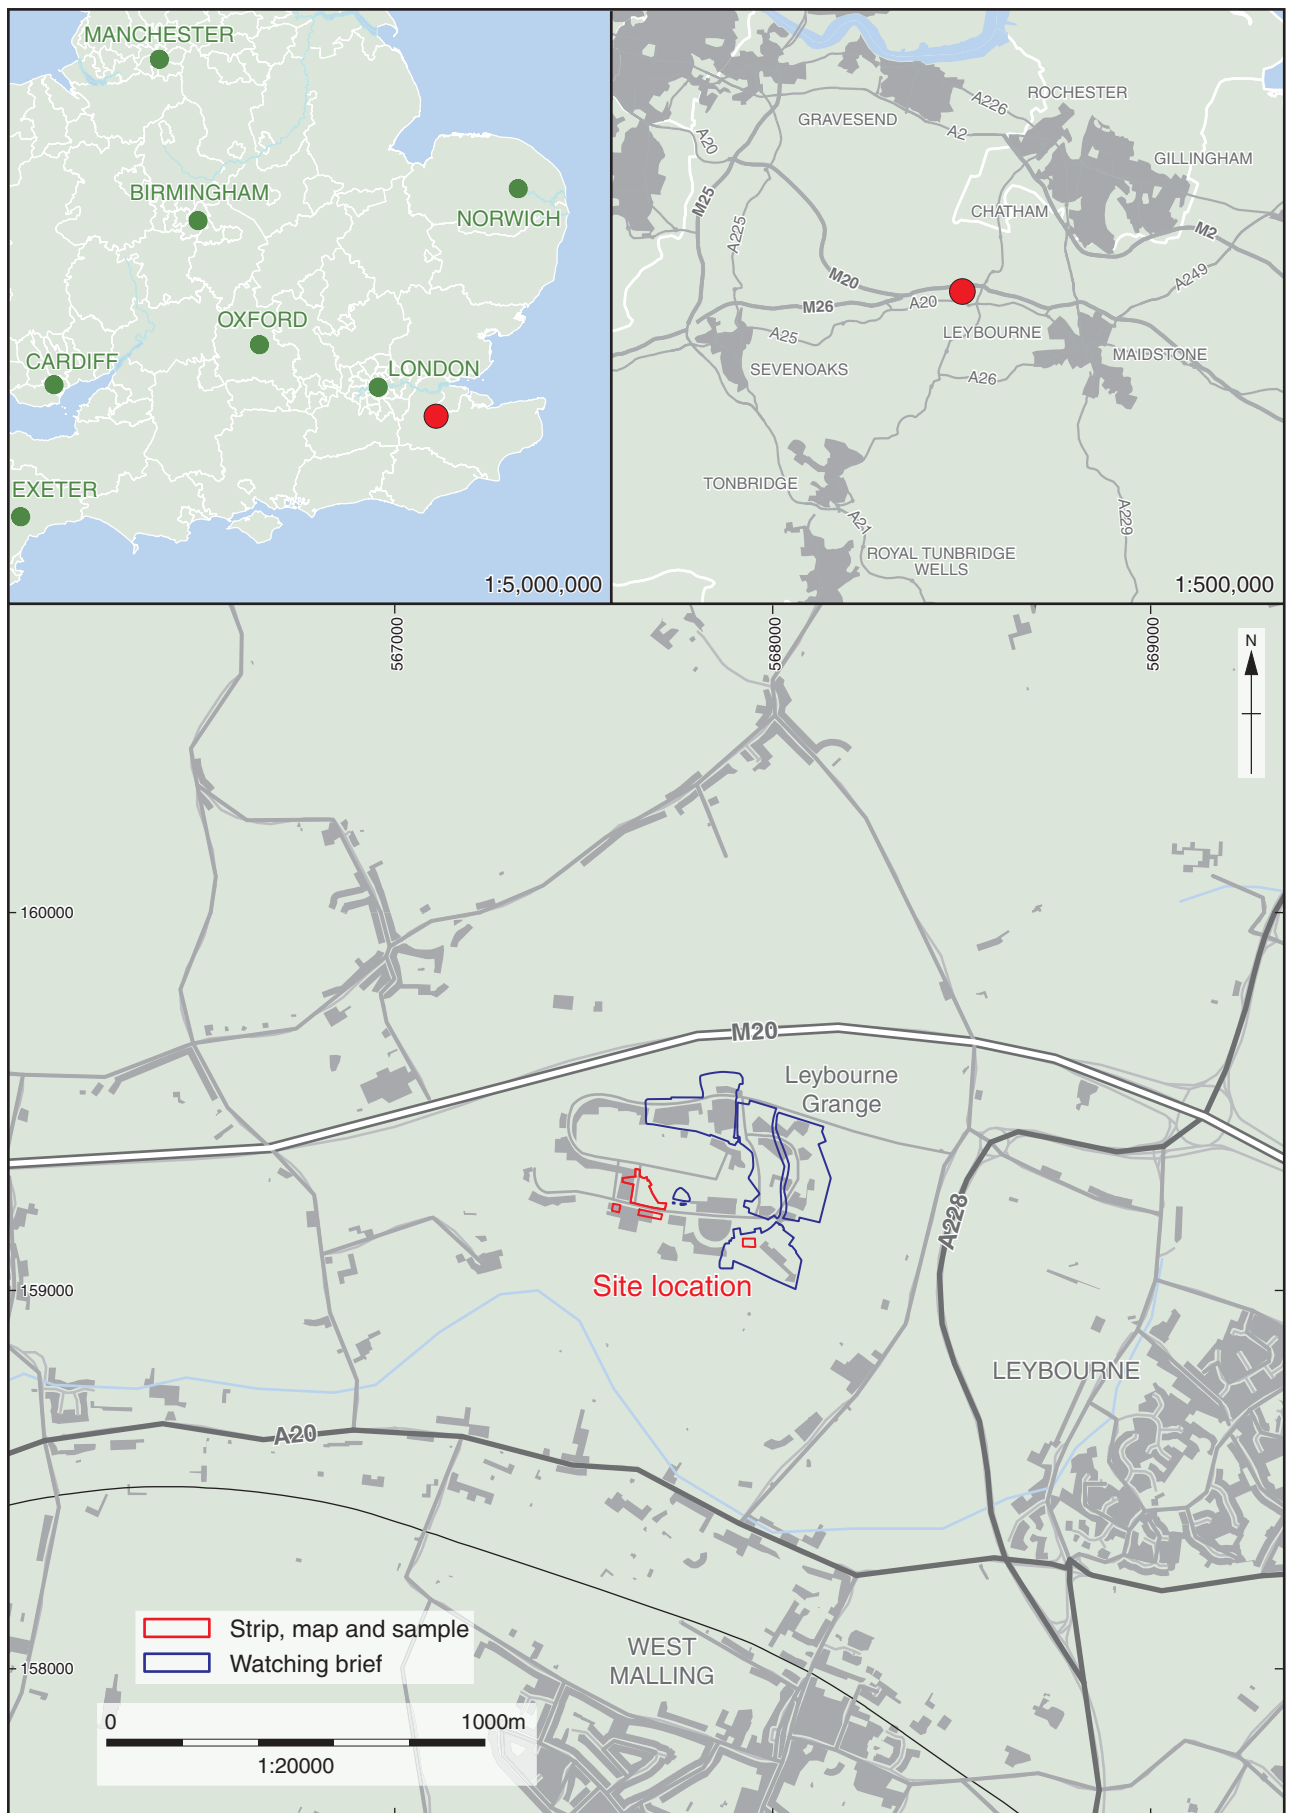 MANCHESTER
BIRMINGHAM
NORWICH
OXFORD
CARDIFF
LONDON
EXETER
1:5,000,000
A226
ROCHESTER
GRAVESEND
A2
A20
GILLINGHAM
M25
A225
CHATHAM
M2
M20
A249
M26
A20
A25
LEYBOURNE
MAIDSTONE
SEVENOAKS
A26
TONBRIDGE
A21
A229
ROYAL TUNBRIDGE
WELLS
1:500,000
567000
568000
569000
N
160000
M20
Leybourne
Grange
A228
159000
Site location
LEYBOURNE
A20
Strip, map and sample
Watching brief
WEST
MALLING
158000
0
1000m
1:20000